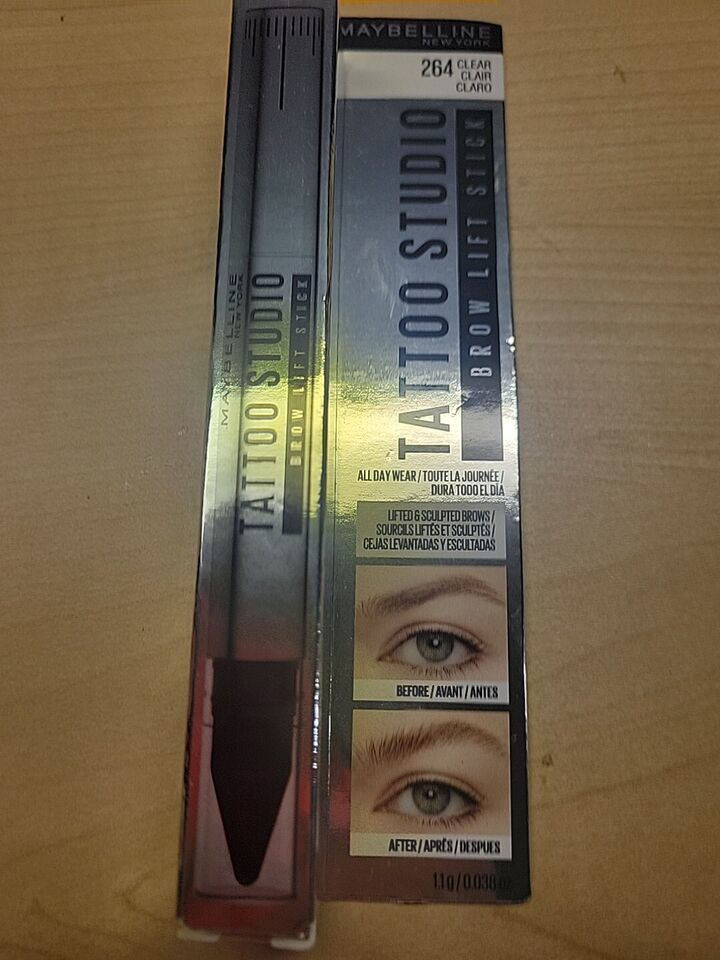 MAYBELLINE
NEW YORK
TATTOO STUDIO
BROW LIFT STICK
MAYBELLINE
NEW YORK
264 CLEAR
CLAIR
CLARO
TATTOO STUDIO
BROW LIFT STICK
ALL DAY WEAR / TOUTE LA JOURNÉE /
DURA TODO EL DÍA
LIFTED & SCULPTED BROWS /
SOURCILS LIFTÉS ET SCULPTÉS /
CEJAS LEVANTADAS Y ESCULTADAS
BEFORE / AVANT / ANTES
AFTER / APRÈS / DESPUES
1.1 g / 0.038 oz